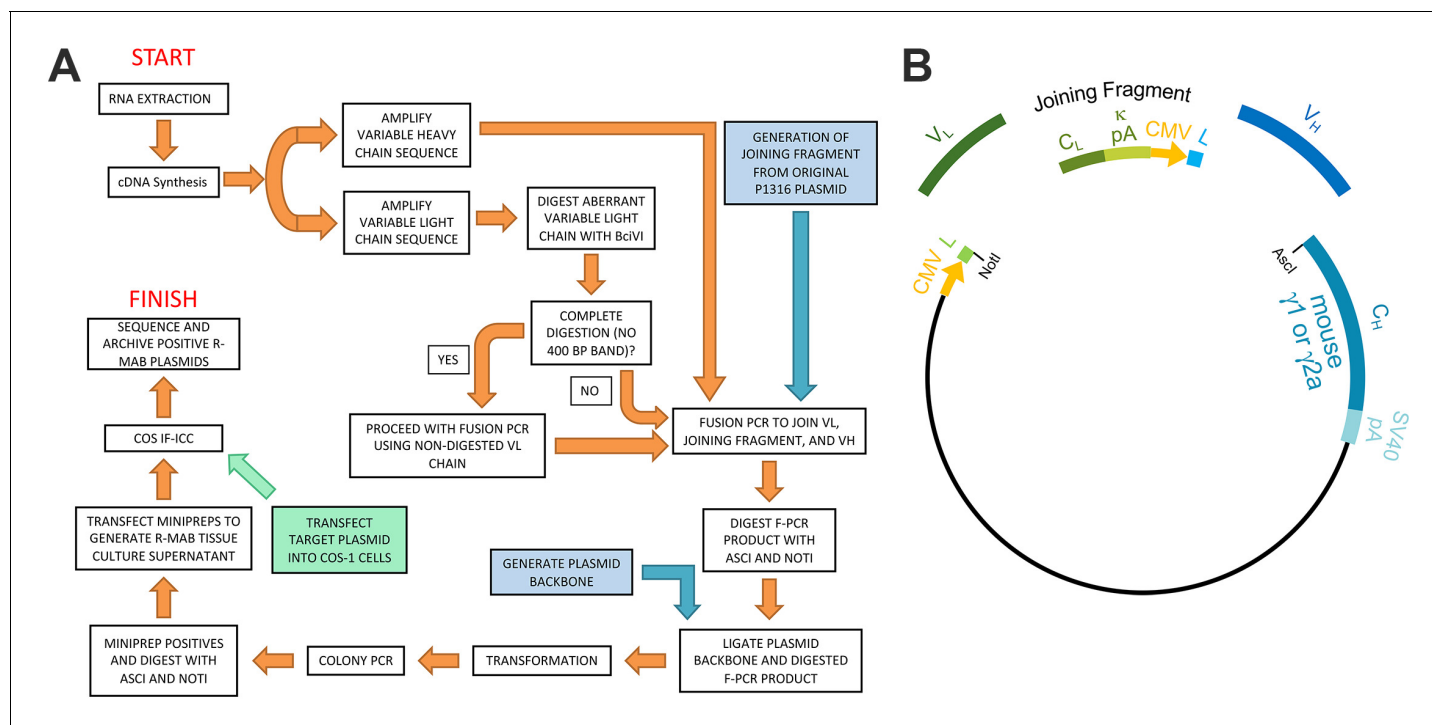 A
START
RNA EXTRACTION
cDNA Synthesis
AMPLIFY
VARIABLE HEAVY
CHAIN SEQUENCE
AMPLIFY
VARIABLE LIGHT
CHAIN SEQUENCE
DIGEST ABERRANT
VARIABLE LIGHT
CHAIN WITH BciVI
GENERATION OF
JOINING FRAGMENT
FROM ORIGINAL
P1316 PLASMID
COMPLETE
DIGESTION (NO
400 BP BAND)?
YES
NO
PROCEED WITH FUSION PCR
USING NON-DIGESTED VL
CHAIN
FUSION PCR TO JOIN VL,
JOINING FRAGMENT, AND VH
DIGEST F-PCR
PRODUCT WITH
ASCI AND NOTI
GENERATE PLASMID
BACKBONE
LIGATE PLASMID
BACKBONE AND DIGESTED
F-PCR PRODUCT
TRANSFORMATION
COLONY PCR
MINIPREP POSITIVES
AND DIGEST WITH
ASCI AND NOTI
TRANSFECT MINIPREPS TO
GENERATE R-MAB TISSUE
CULTURE SUPERNATANT
TRANSFECT
TARGET PLASMID
INTO COS-1 CELLS
COS IF-ICC
SEQUENCE AND
ARCHIVE POSITIVE R-
MAB PLASMIDS
FINISH
B
Joining Fragment
VL
CL
κ
pA
CMV
L
VH
CMV
L
NotI
AscI
CH
mouse
γ1 or γ2a
SV40
pA